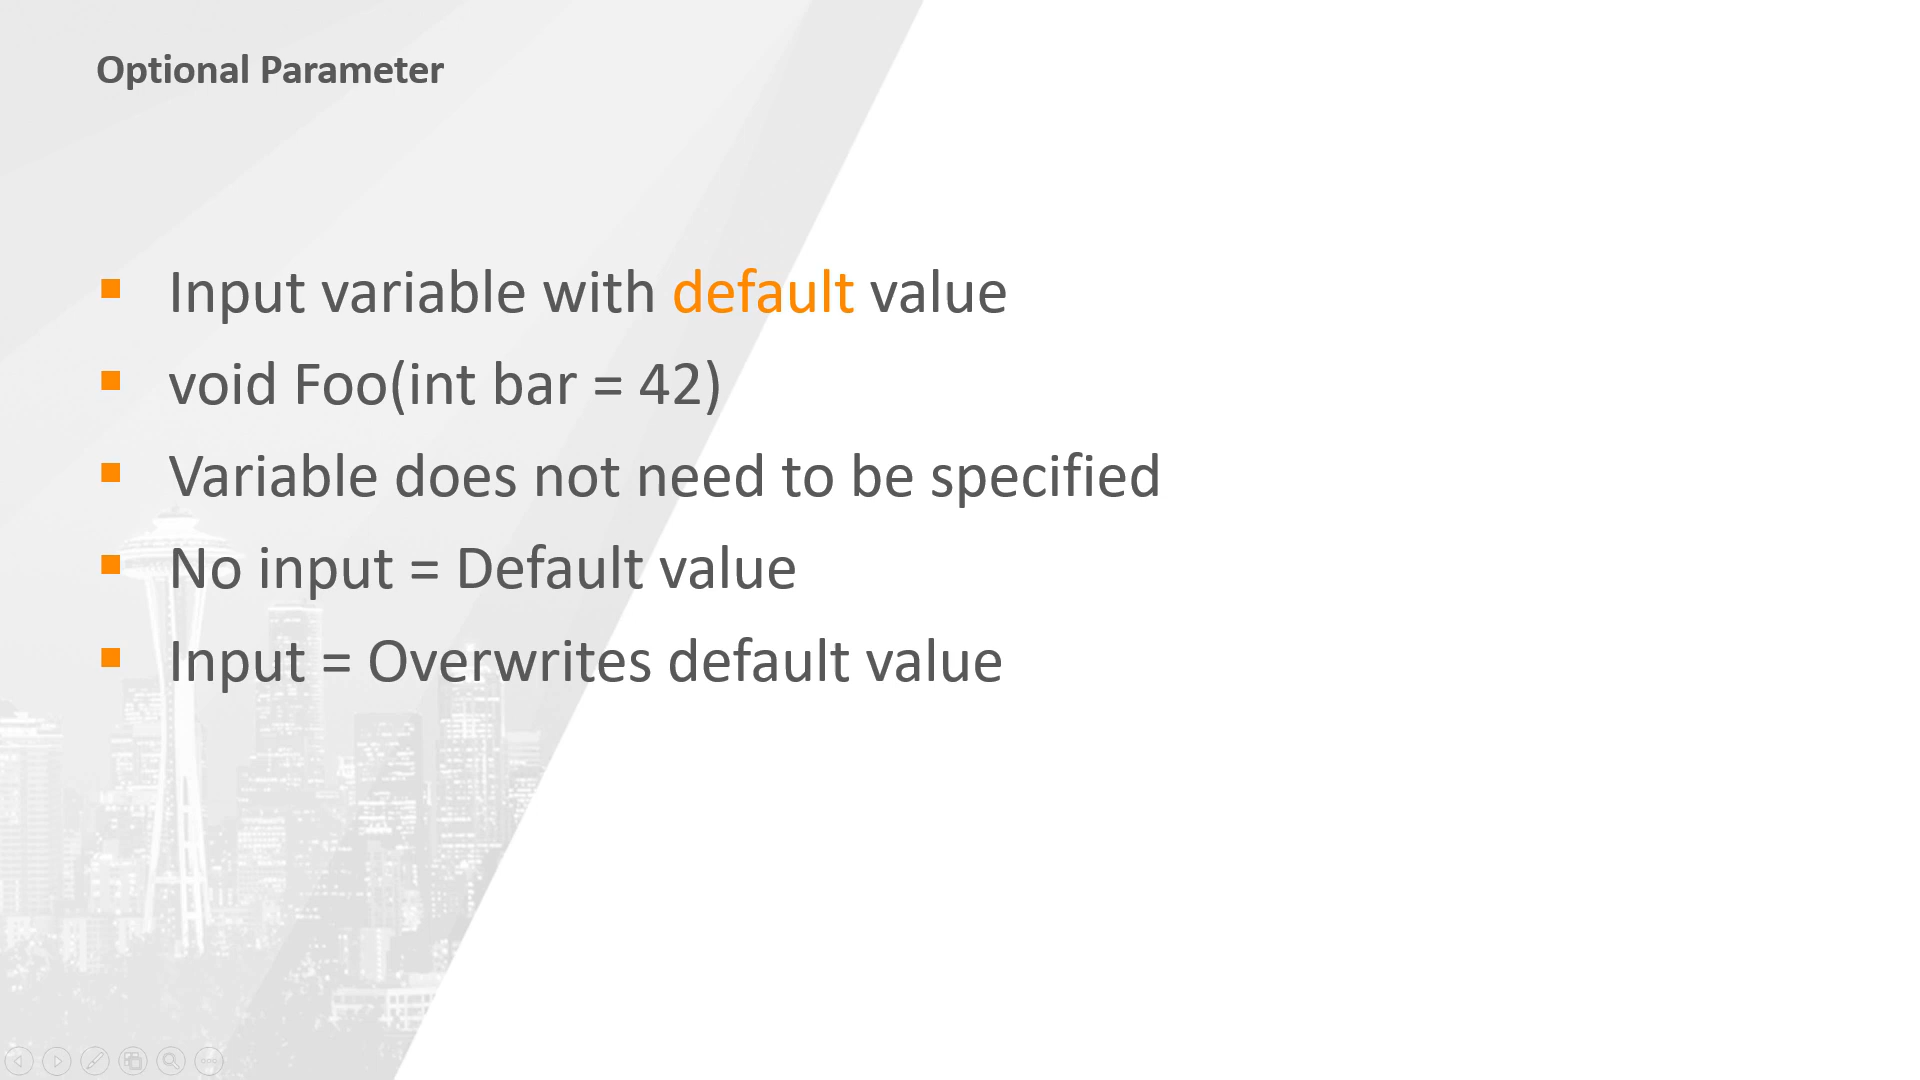 Optional Parameter
Input variable with default value
void Foo(int bar = 42)
Variable does not need to be specified
No input = Default value
Input = Overwrites default value